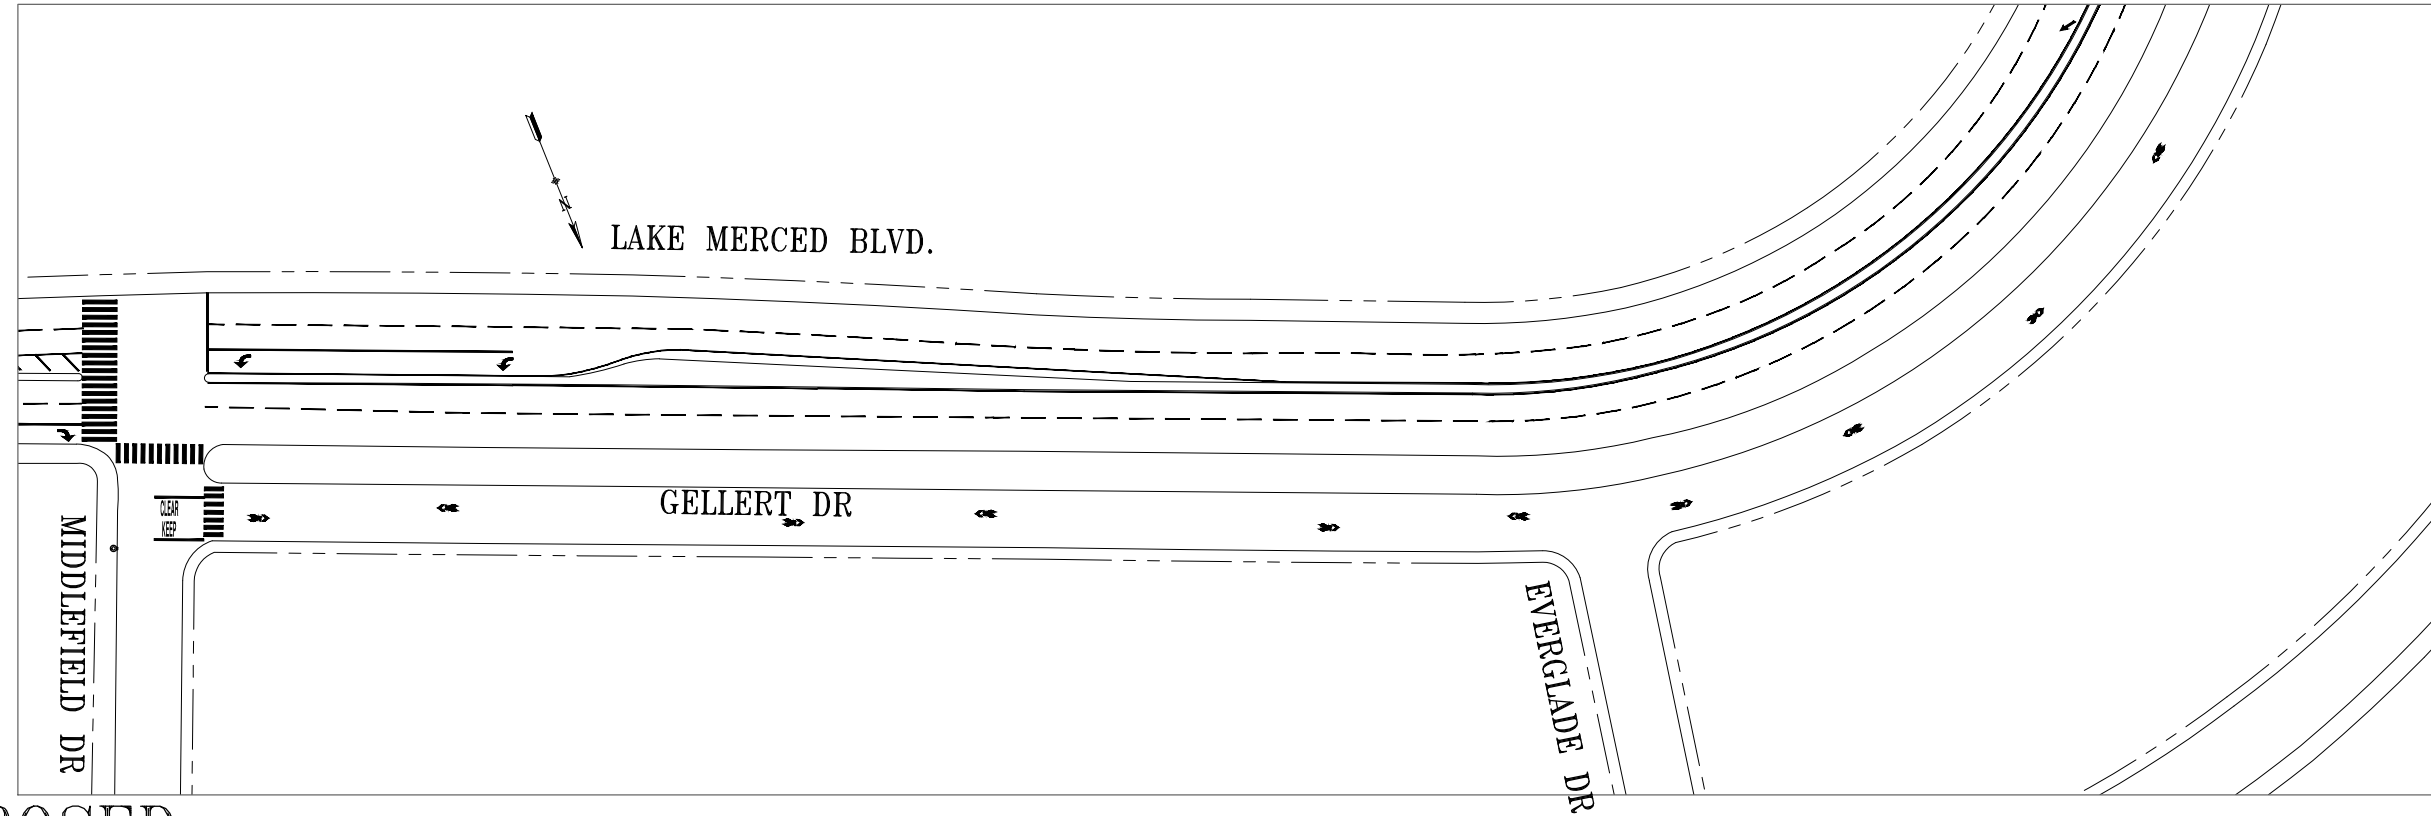 N
LAKE MERCED BLVD.
GELLERT DR
CLEAR
KEEP
MIDDLEFIELD DR
EVERGLADE DR